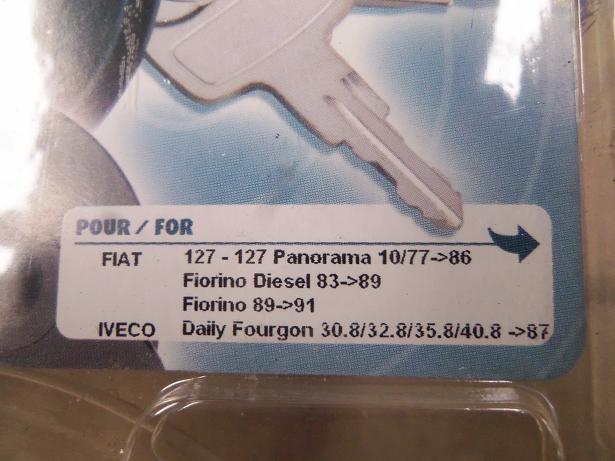 POUR / FOR
FIAT 127 - 127 Panorama 10/77->86
Fiorino Diesel 83->89
Fiorino 89->91
IVECO Daily Fourgon 30.8/32.8/35.8/40.8 ->87